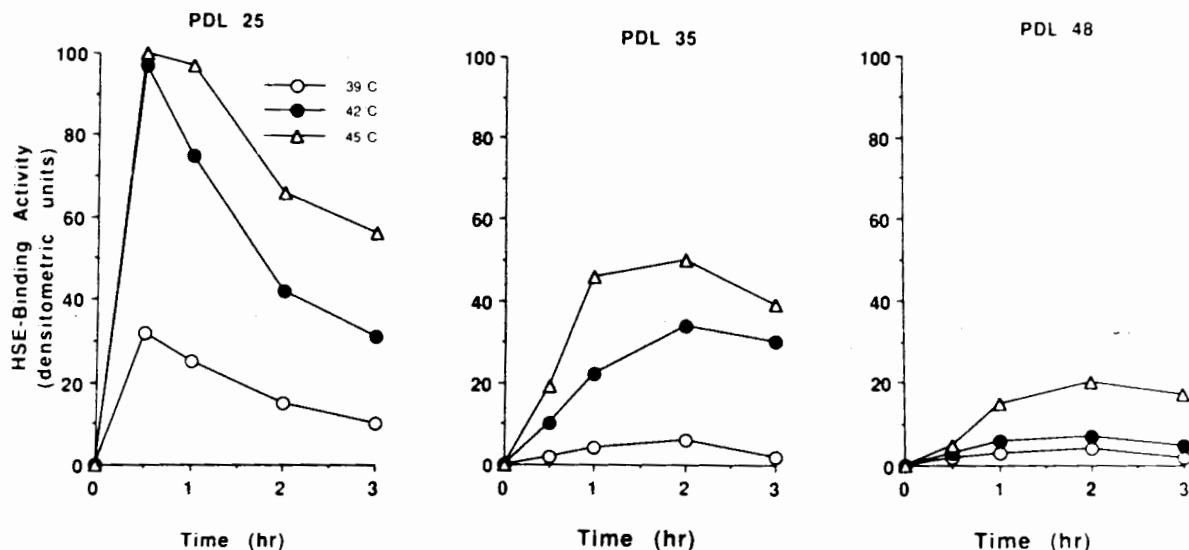 PDL 25
PDL 35
PDL 48
HSE-Binding Activity
(densitometric units)
100
80
60
40
20
0
39 C
42 C
45 C
0
1
2
3
Time (hr)
100
80
60
40
20
0
0
1
2
3
Time (hr)
100
80
60
40
20
0
0
1
2
3
Time (hr)